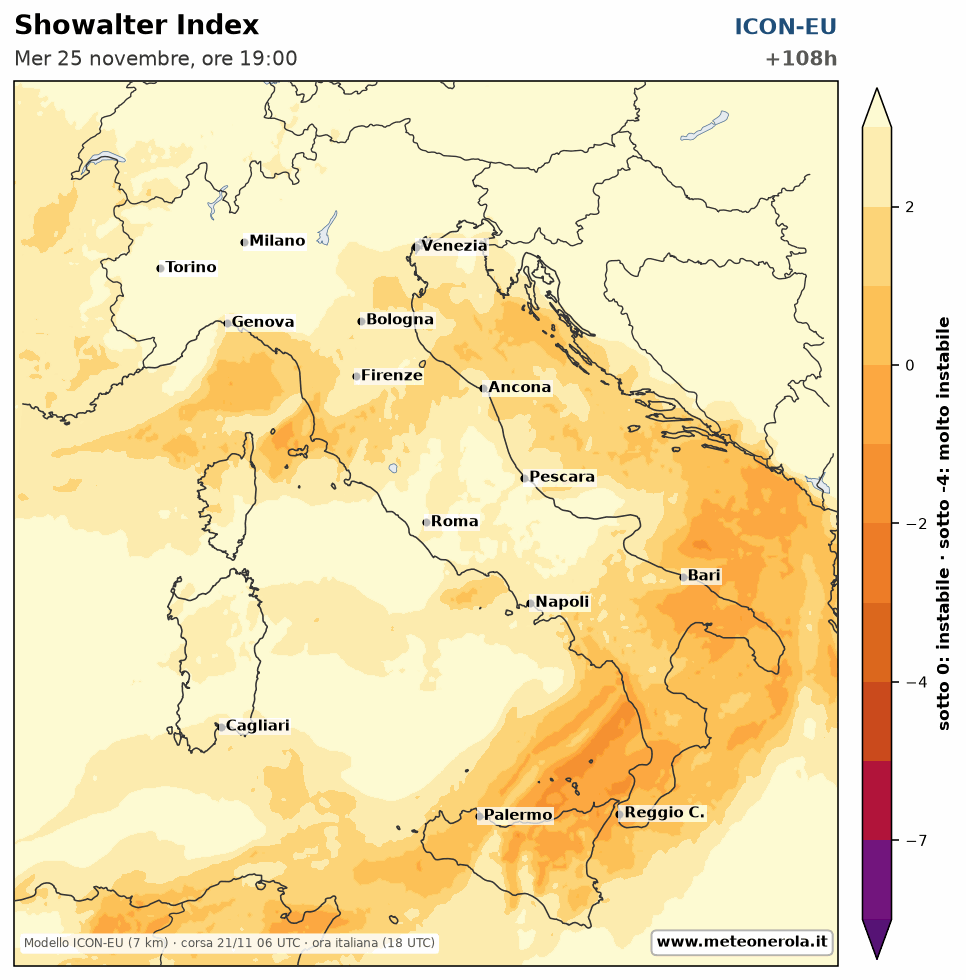 Showalter Index
ICON-EU
Mer 25 novembre, ore 19:00
+108h
Milano
Venezia
Torino
Genova
Bologna
Firenze
Ancona
Pescara
Roma
Bari
Napoli
Cagliari
Palermo
Reggio C.
2
0
−2
−4
−7
sotto 0: instabile · sotto -4: molto instabile
Modello ICON-EU (7 km) · corsa 21/11 06 UTC · ora italiana (18 UTC)
www.meteonerola.it